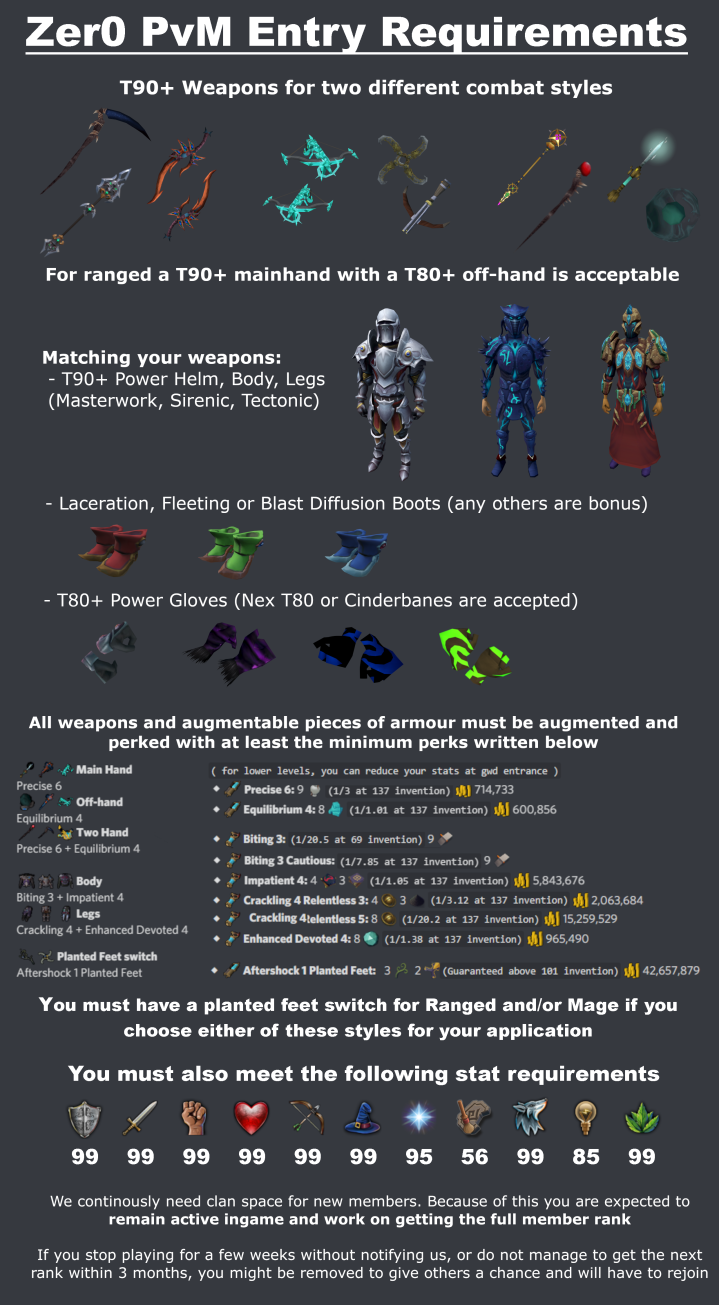 Zer0 PvM Entry Requirements
T90+ Weapons for two different combat styles
For ranged a T90+ mainhand with a T80+ off-hand is acceptable
Matching your weapons:
- T90+ Power Helm, Body, Legs
(Masterwork, Sirenic, Tectonic)
- Laceration, Fleeting or Blast Diffusion Boots (any others are bonus)
- T80+ Power Gloves (Nex T80 or Cinderbanes are accepted)
All weapons and augmentable pieces of armour must be augmented and
perked with at least the minimum perks written below
Main Hand
Precise 6
Off-hand
Equilibrium 4
Two Hand
Precise 6 + Equilibrium 4
Body
Biting 3 + Impatient 4
Legs
Crackling 4 + Enhanced Devoted 4
Planted Feet switch
Aftershock 1 Planted Feet
( for lower levels, you can reduce your stats at gwd entrance )
Precise 6: 9 (1/3 at 137 invention) 714,733
Equilibrium 4: 8 (1/1.01 at 137 invention) 600,856
Biting 3: (1/20.5 at 69 invention) 9
Biting 3 Cautious: (1/7.85 at 137 invention) 9
Impatient 4: 4 3 (1/1.05 at 137 invention) 5,843,676
Crackling 4 Relentless 3: 4 3 (1/3.12 at 137 invention) 2,063,684
Crackling 4telentless 5: 8 (1/20.2 at 137 invention) 15,259,529
Enhanced Devoted 4: 8 (1/1.38 at 137 invention) 965,490
Aftershock 1 Planted Feet: 3 2 (Guaranteed above 101 invention) 42,657,879
You must have a planted feet switch for Ranged and/or Mage if you
choose either of these styles for your application
You must also meet the following stat requirements
99 99 99 99 99 99 95 56 99 85 99
We continously need clan space for new members. Because of this you are expected to
remain active ingame and work on getting the full member rank
If you stop playing for a few weeks without notifying us, or do not manage to get the next
rank within 3 months, you might be removed to give others a chance and will have to rejoin